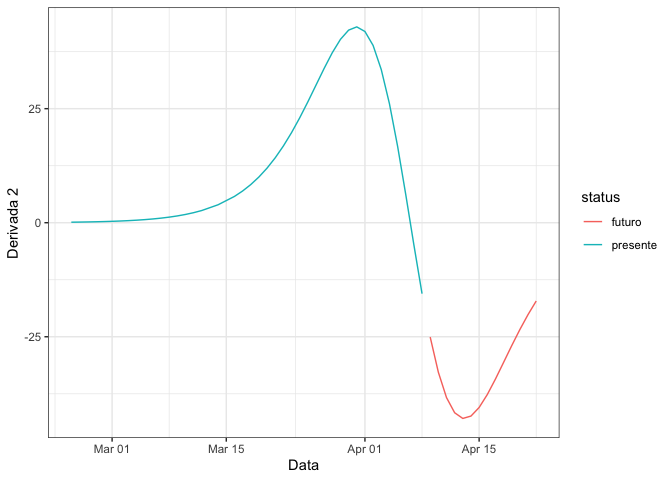 Derivada 2
25
0
-25
Mar 01
Mar 15
Apr 01
Apr 15
Data
status
futuro
presente